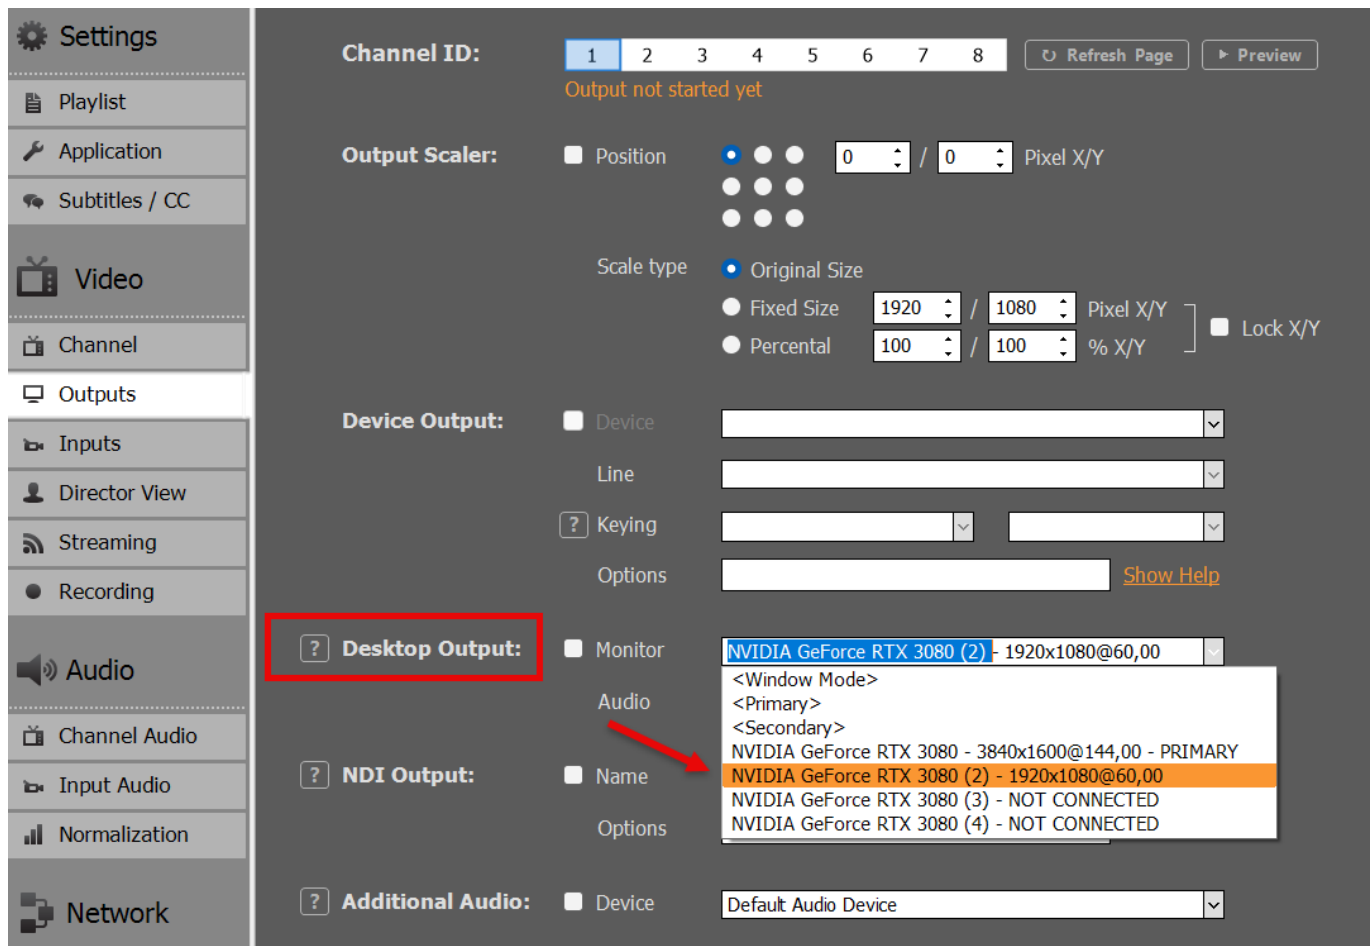 Settings
Playlist
Application
Subtitles / CC
Video
Channel
Outputs
Inputs
Director View
Streaming
Recording
Audio
Channel Audio
Input Audio
Normalization
Network
Channel ID: 1 2 3 4 5 6 7 8 Refresh Page Preview
Output not started yet
Output Scaler: Position 0 / 0 Pixel X/Y
Scale type Original Size
Fixed Size 1920 / 1080 Pixel X/Y
Lock X/Y
Percental 100 / 100 % X/Y
Device Output: Device
Line
? Keying
Options Show Help
? Desktop Output: Monitor NVIDIA GeForce RTX 3080 (2) - 1920x1080@60,00
<Window Mode>
Audio <Primary>
<Secondary>
NVIDIA GeForce RTX 3080 - 3840x1600@144,00 - PRIMARY
? NDI Output: Name NVIDIA GeForce RTX 3080 (2) - 1920x1080@60,00
NVIDIA GeForce RTX 3080 (3) - NOT CONNECTED
Options NVIDIA GeForce RTX 3080 (4) - NOT CONNECTED
? Additional Audio: Device Default Audio Device